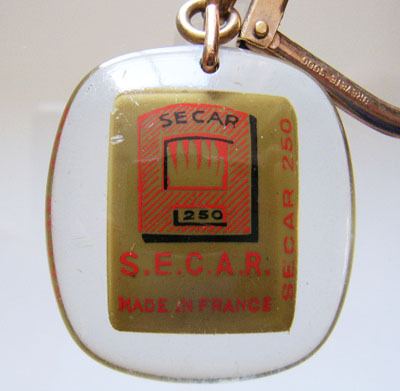 SECAR
250
S.E.C.A.R.
MADE IN FRANCE
SECAR 250